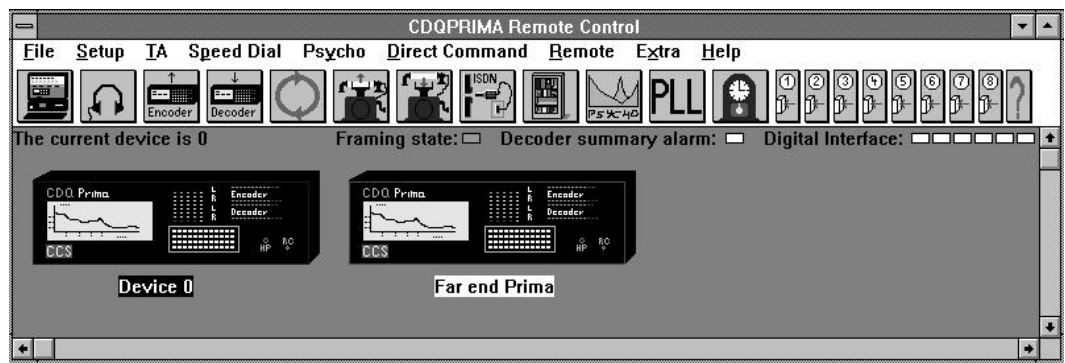 CDQPRIMA Remote Control
File Setup TA Speed Dial Psycho Direct Command Remote Extra Help
Encoder Decoder ISDN PSYCHO PLL 1 2 3 4 5 6 7 8 ?
The current device is 0 Framing state: Decoder summary alarm: Digital Interface:
CDQ Prima L R L R Encoder Decoder HP RC CCS
CDQ Prima L R L R Encoder Decoder HP RC CCS
Device 0 Far end Prima